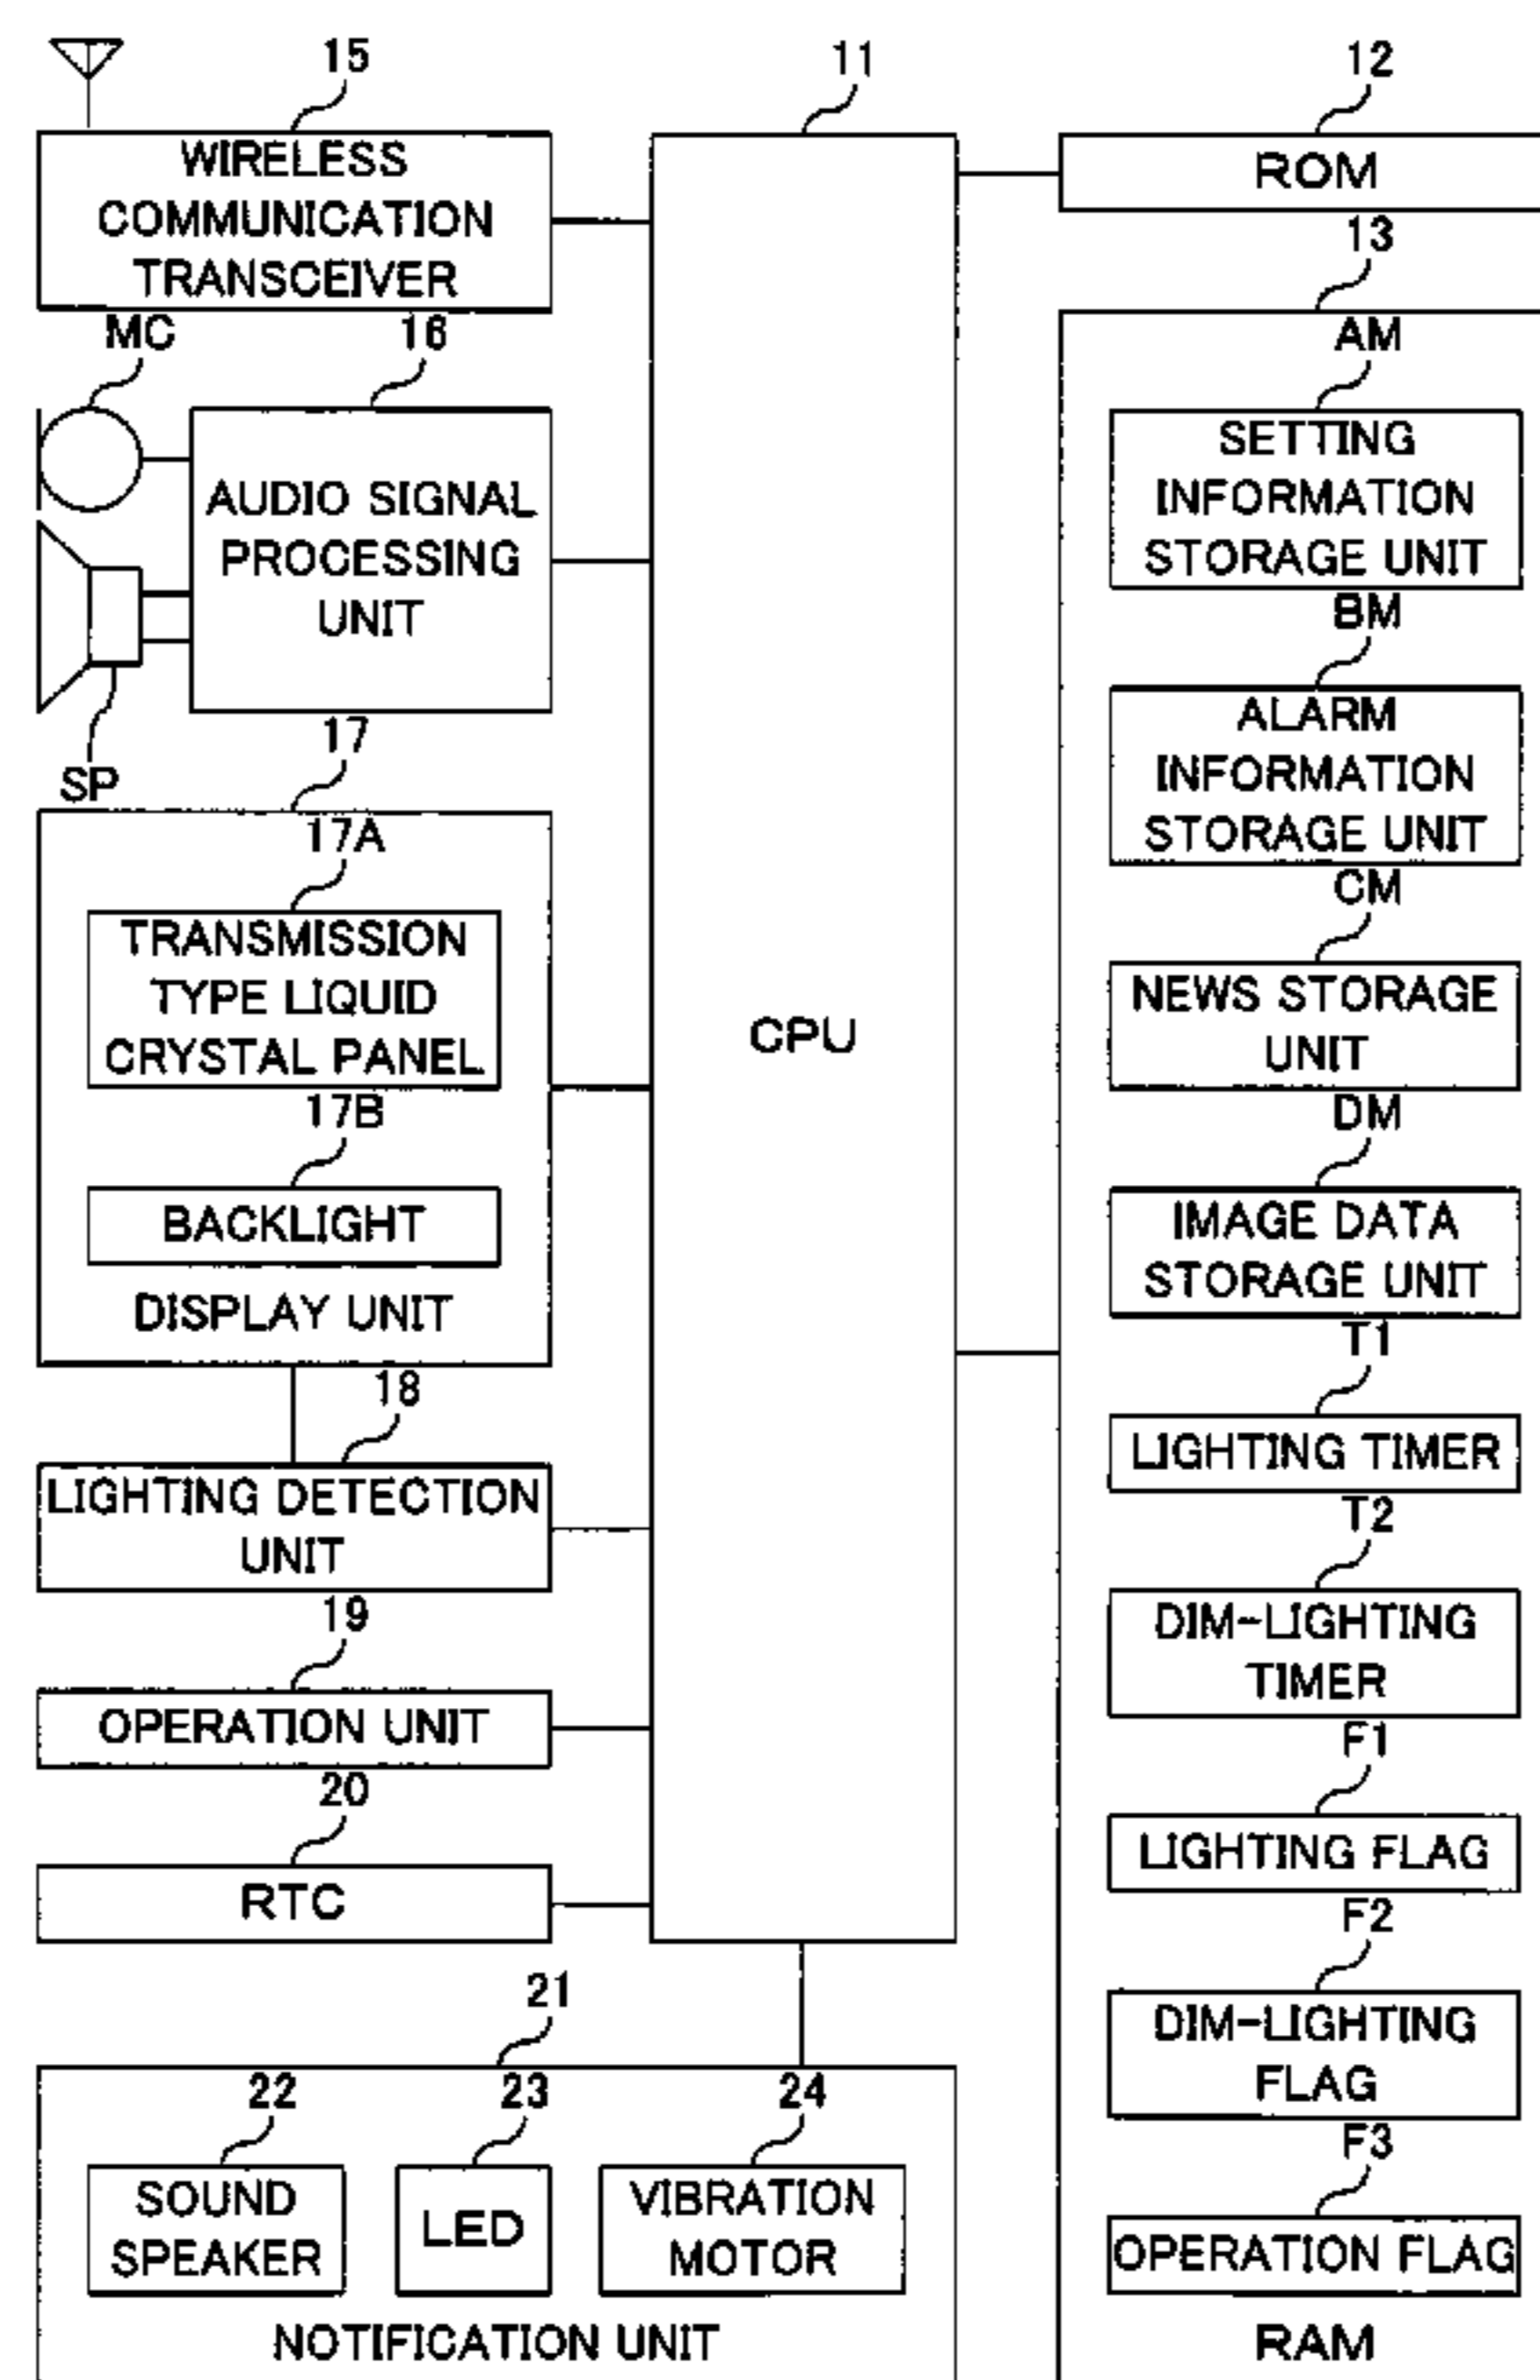 15
WIRELESS
COMMUNICATION
TRANSCEIVER
MC
16
AUDIO SIGNAL
PROCESSING
UNIT
SP
17
17A
TRANSMISSION
TYPE LIQUID
CRYSTAL PANEL
17B
BACKLIGHT
DISPLAY UNIT
18
LIGHTING DETECTION
UNIT
19
OPERATION UNIT
20
RTC
11
CPU
21
22
SOUND
SPEAKER
23
LED
24
VIBRATION
MOTOR
NOTIFICATION UNIT
12
ROM
13
AM
SETTING
INFORMATION
STORAGE UNIT
BM
ALARM
INFORMATION
STORAGE UNIT
CM
NEWS STORAGE
UNIT
DM
IMAGE DATA
STORAGE UNIT
T1
LIGHTING TIMER
T2
DIM-LIGHTING
TIMER
F1
LIGHTING FLAG
F2
DIM-LIGHTING
FLAG
F3
OPERATION FLAG
RAM